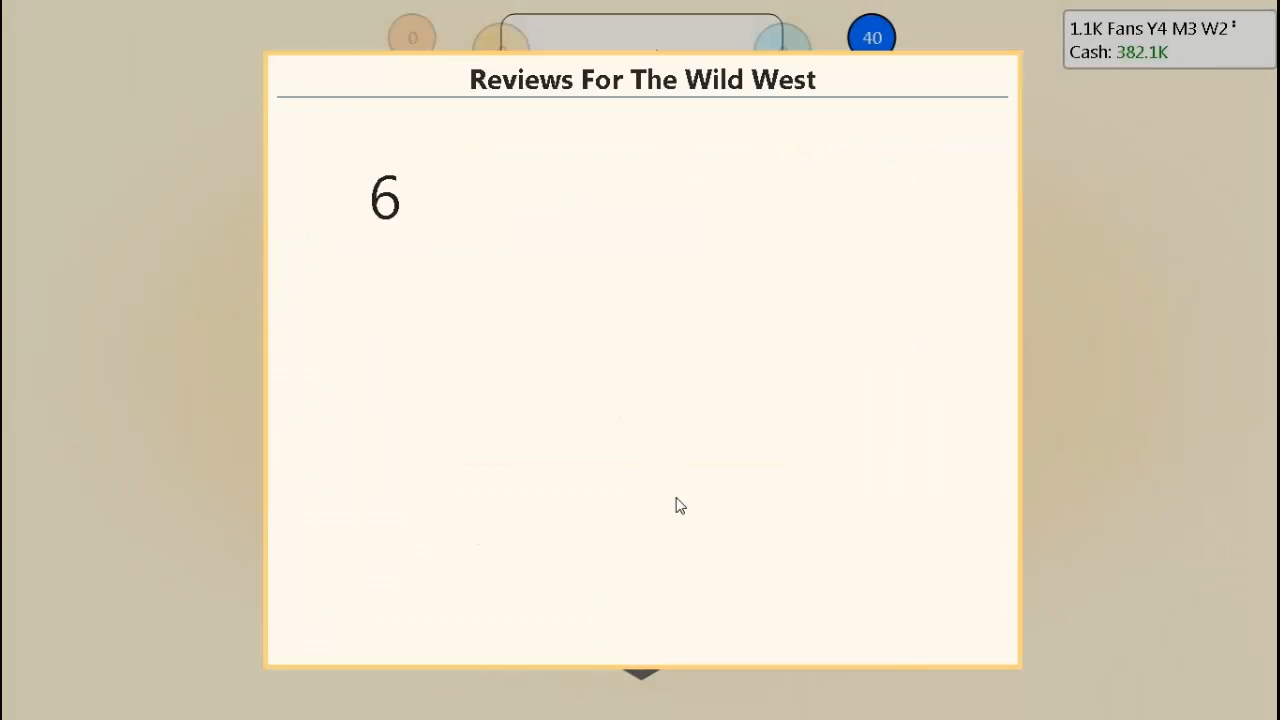 0
40
1.1K Fans Y4 M3 W2
Cash: 382.1K
Reviews For The Wild West
6